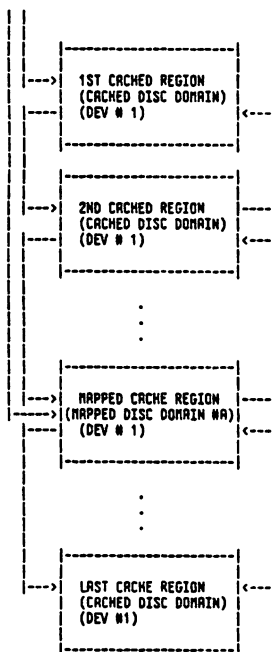 1ST CACHED REGION
(CACHED DISC DOMAIN)
(DEV # 1)
2ND CACHED REGION
(CACHED DISC DOMAIN)
(DEV # 1)
MAPPED CACHE REGION
(MAPPED DISC DOMAIN #A)
(DEV # 1)
LAST CACHE REGION
(CACHED DISC DOMAIN)
(DEV #1)